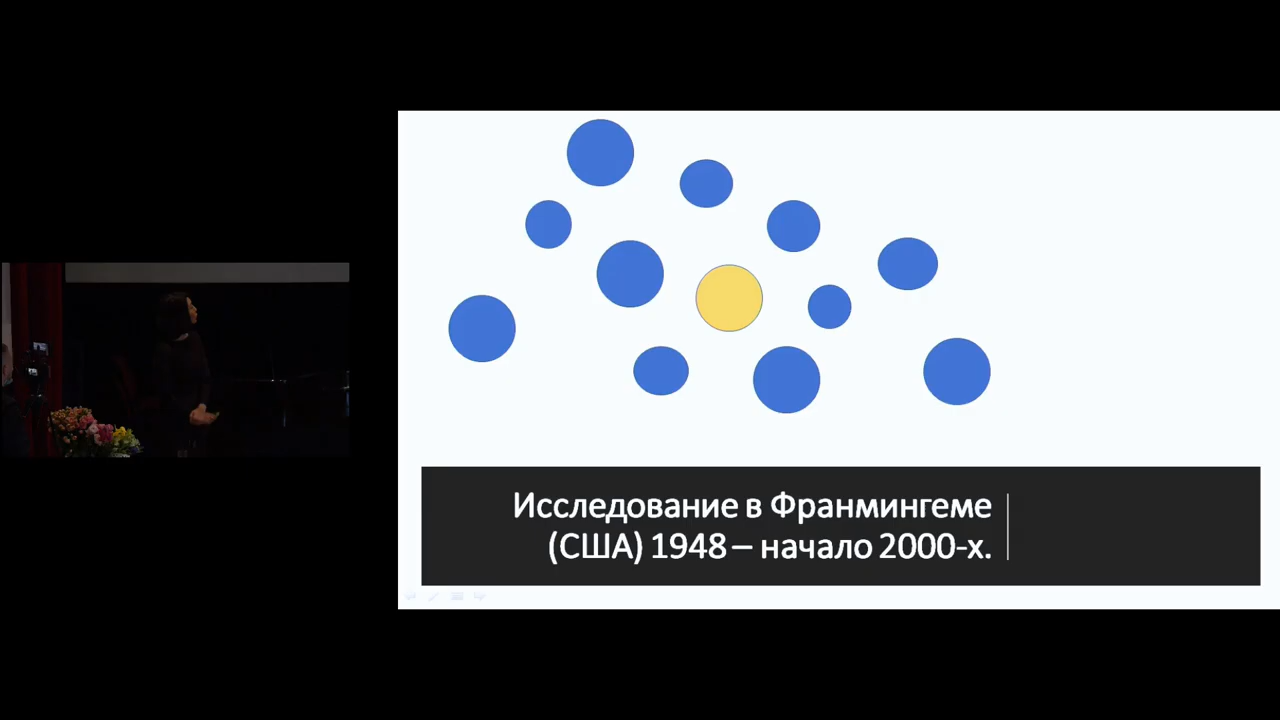 Исследование в Франмингеме
(США) 1948 – начало 2000-х.